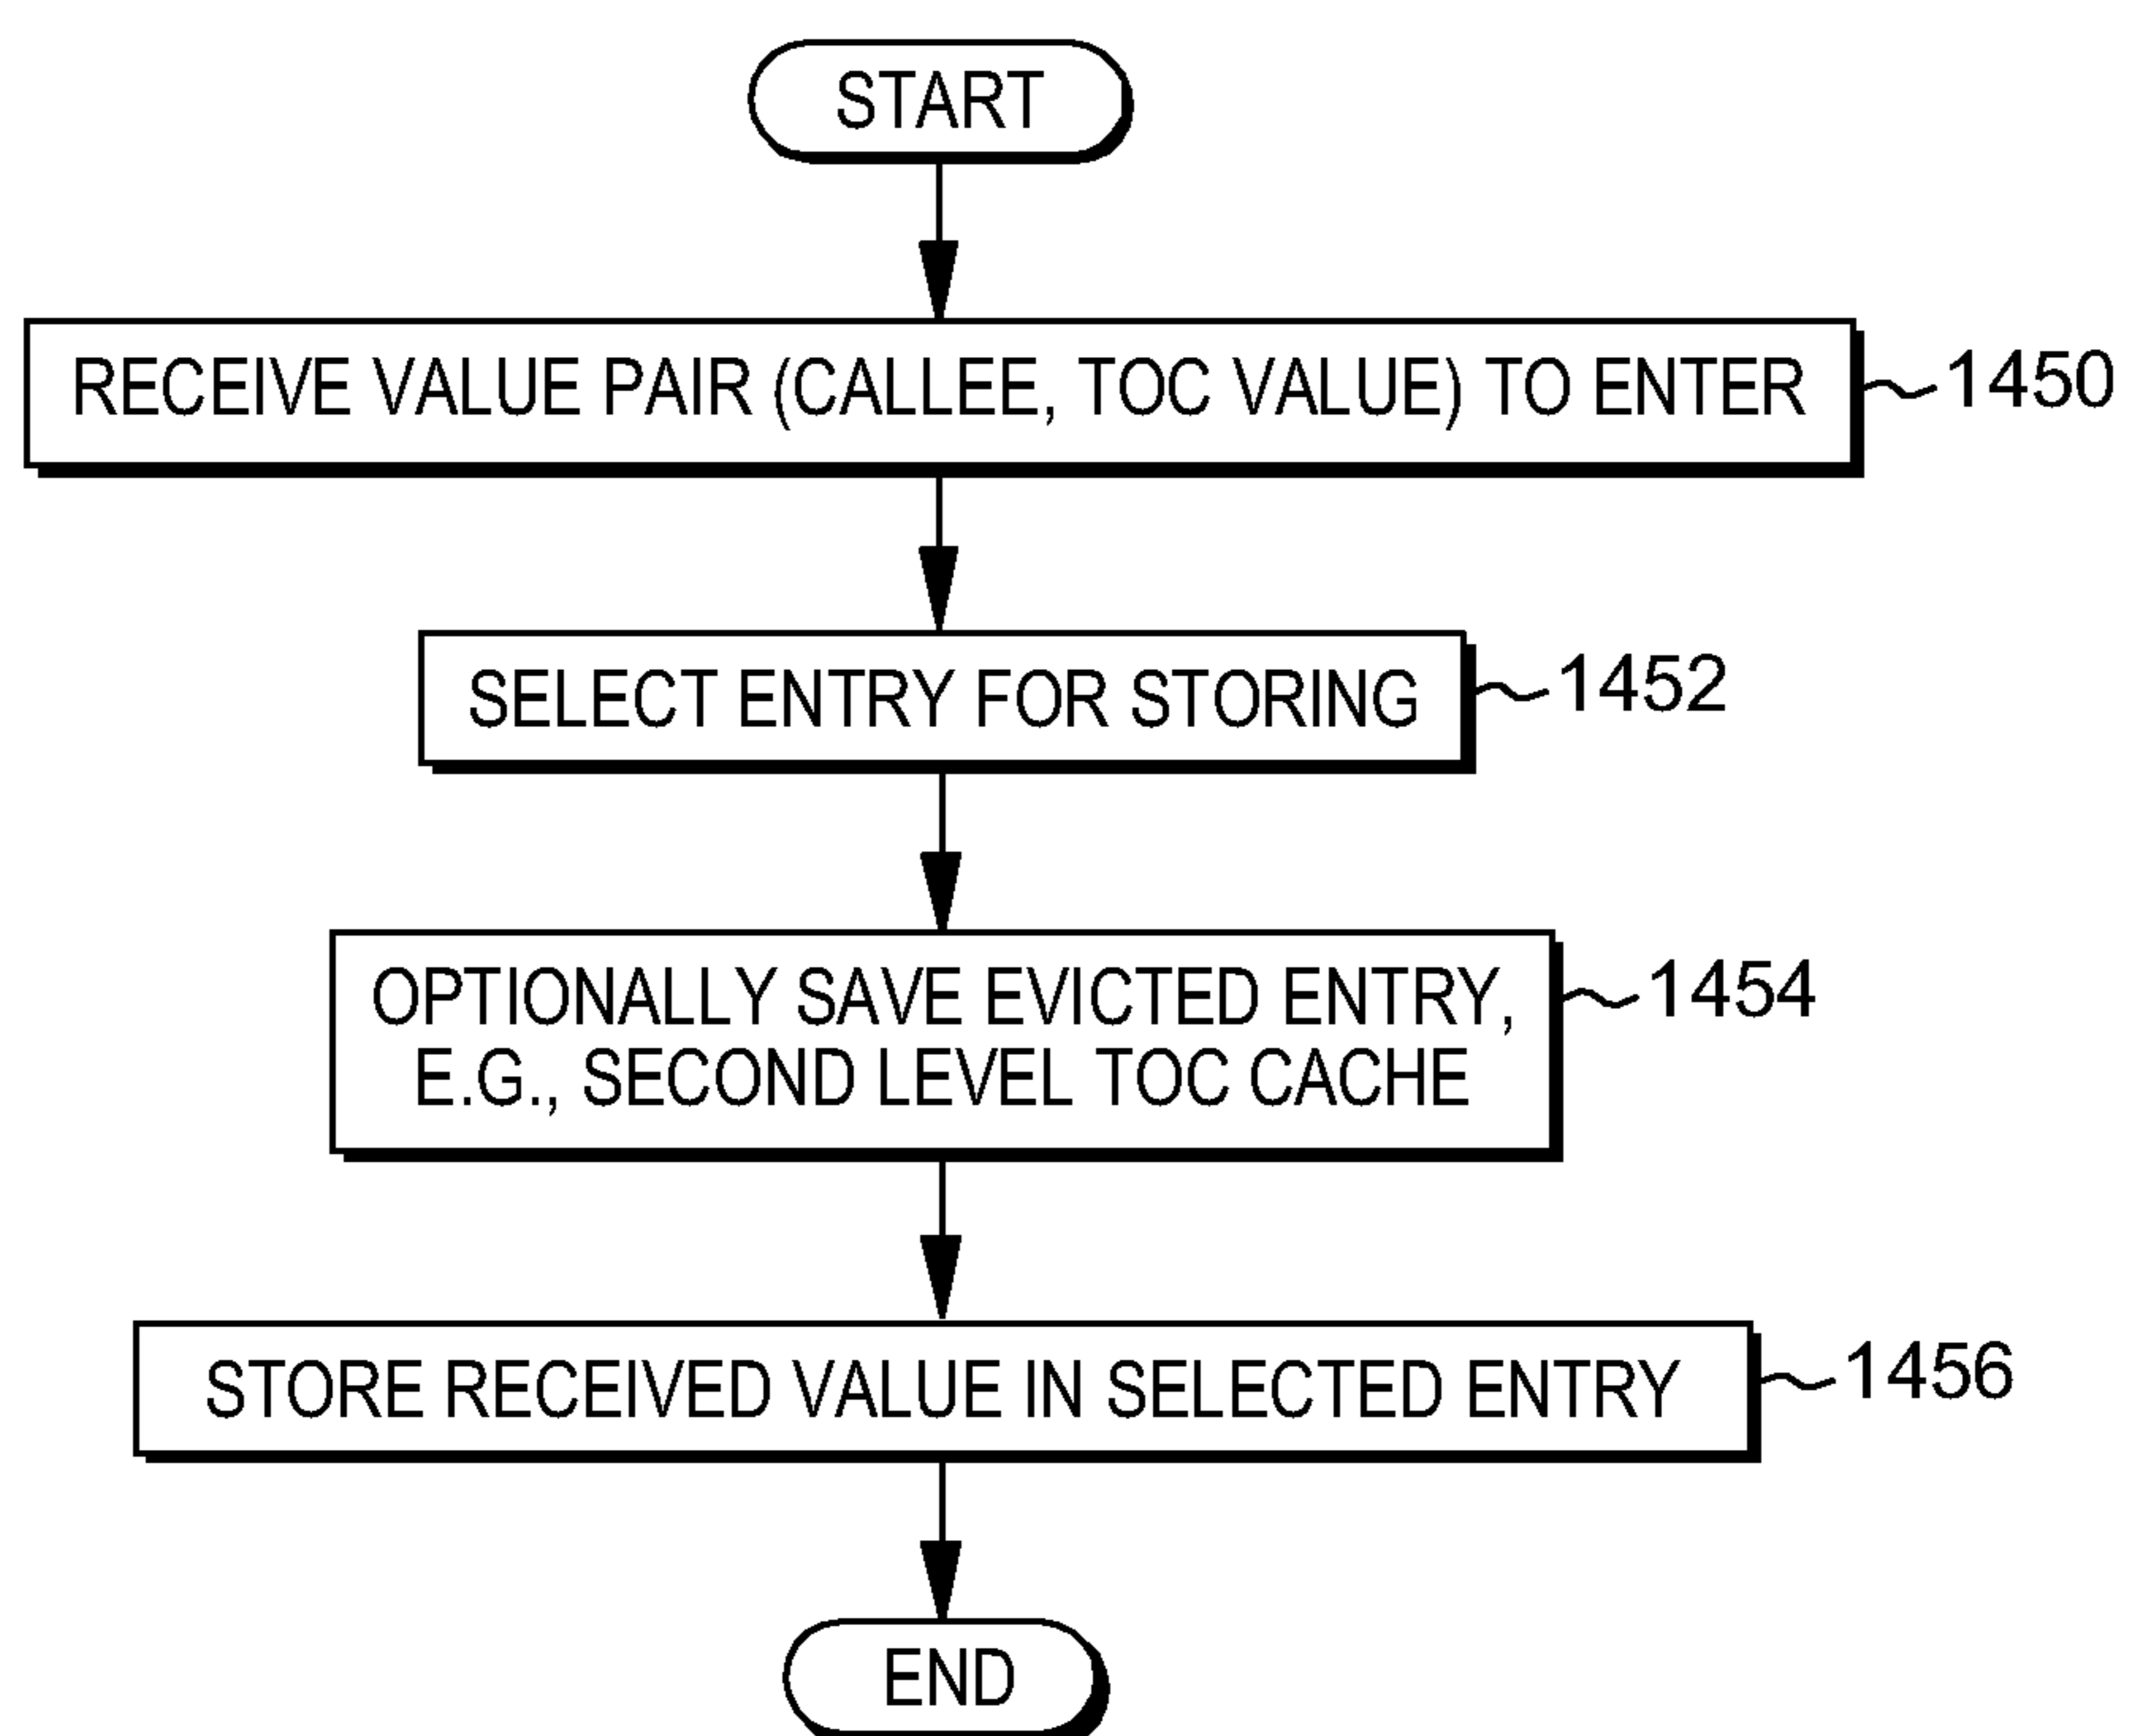 START
RECEIVE VALUE PAIR (CALLEE, TOC VALUE) TO ENTER
1450
SELECT ENTRY FOR STORING
1452
OPTIONALLY SAVE EVICTED ENTRY,
E.G., SECOND LEVEL TOC CACHE
1454
STORE RECEIVED VALUE IN SELECTED ENTRY
1456
END